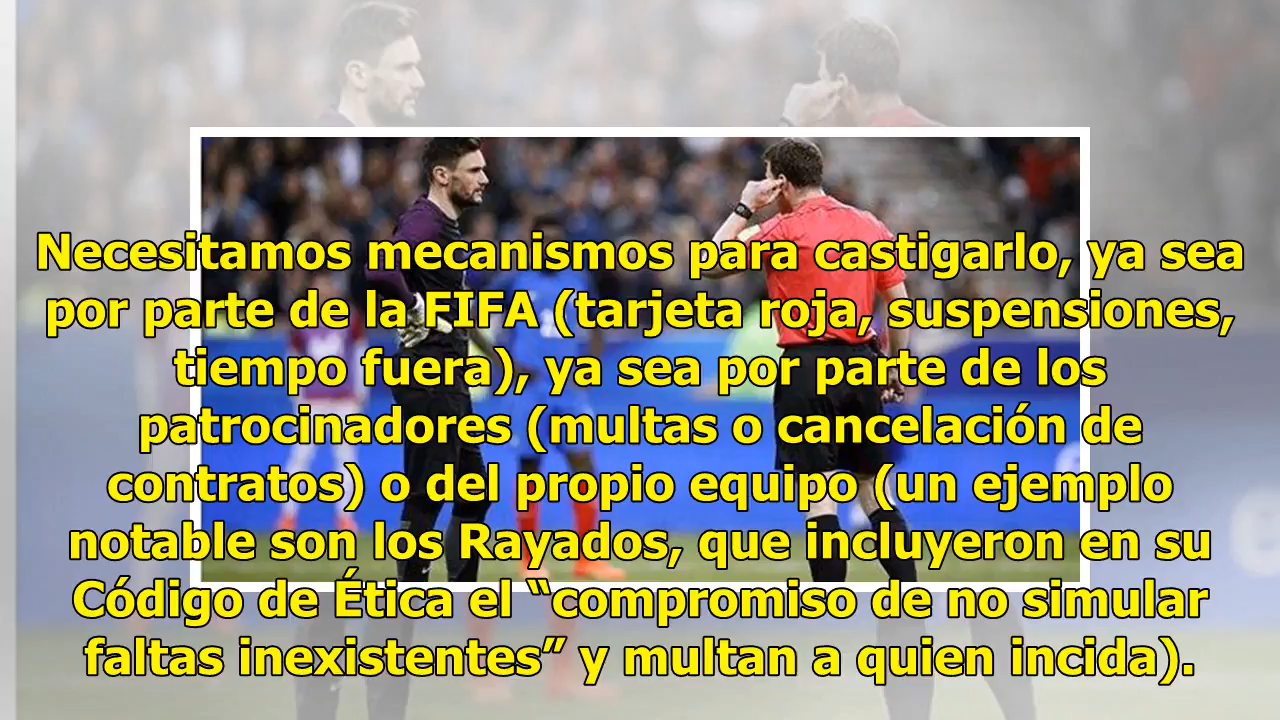 Necesitamos mecanismos para castigarlo, ya sea
por parte de la FIFA (tarjeta roja, suspensiones,
tiempo fuera), ya sea por parte de los
patrocinadores (multas o cancelación de
contratos) o del propio equipo (un ejemplo
notable son los Rayados, que incluyeron en su
Código de Ética el “compromiso de no simular
faltas inexistentes” y multan a quien incida).